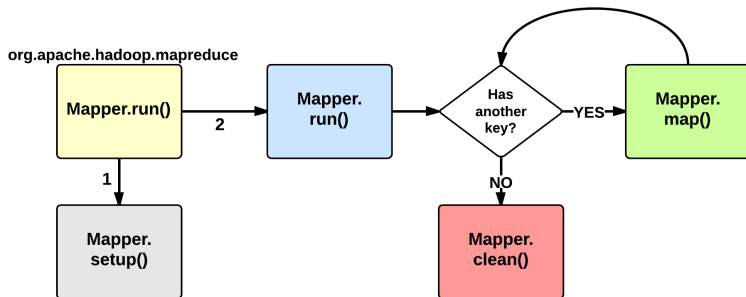 org.apache.hadoop.mapreduce
Mapper.run()
2
Mapper.
run()
Has
another
key?
YES
Mapper.
map()
1
NO
Mapper.
setup()
Mapper.
clean()